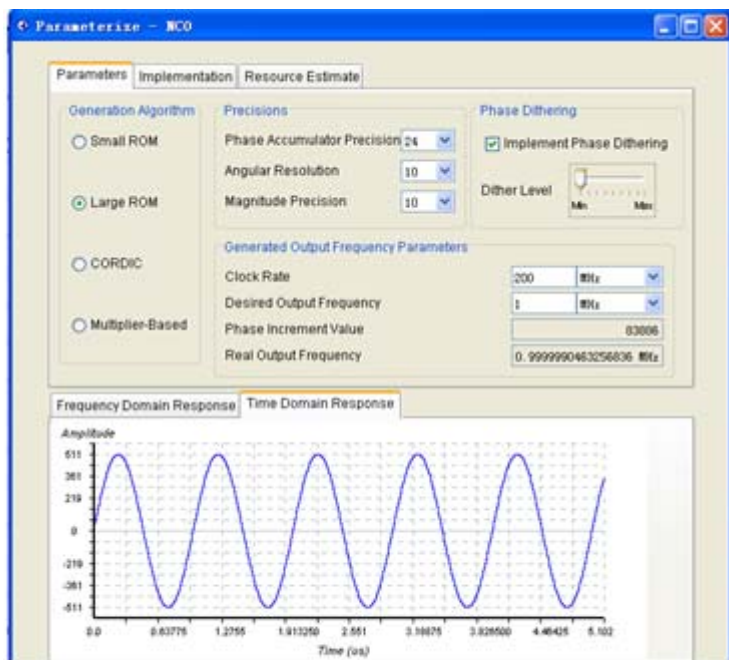 Parameterize - NCO
Parameters Implementation Resource Estimate
Generation Algorithm
Small ROM
Large ROM
CORDIC
Multiplier-Based
Precisions
Phase Accumulator Precision 24
Angular Resolution 10
Magnitude Precision 10
Phase Dithering
Implement Phase Dithering
Dither Level
Min Max
Generated Output Frequency Parameters
Clock Rate 200 MHz
Desired Output Frequency 1 MHz
Phase Increment Value 83886
Real Output Frequency 0.9999990463256836 MHz
Frequency Domain Response Time Domain Response
Amplitude
511
361
219
0
-219
-361
-511
0.0 0.63775 1.2755 1.913250 2.551 3.18875 3.826500 4.46425 5.102
Time (us)